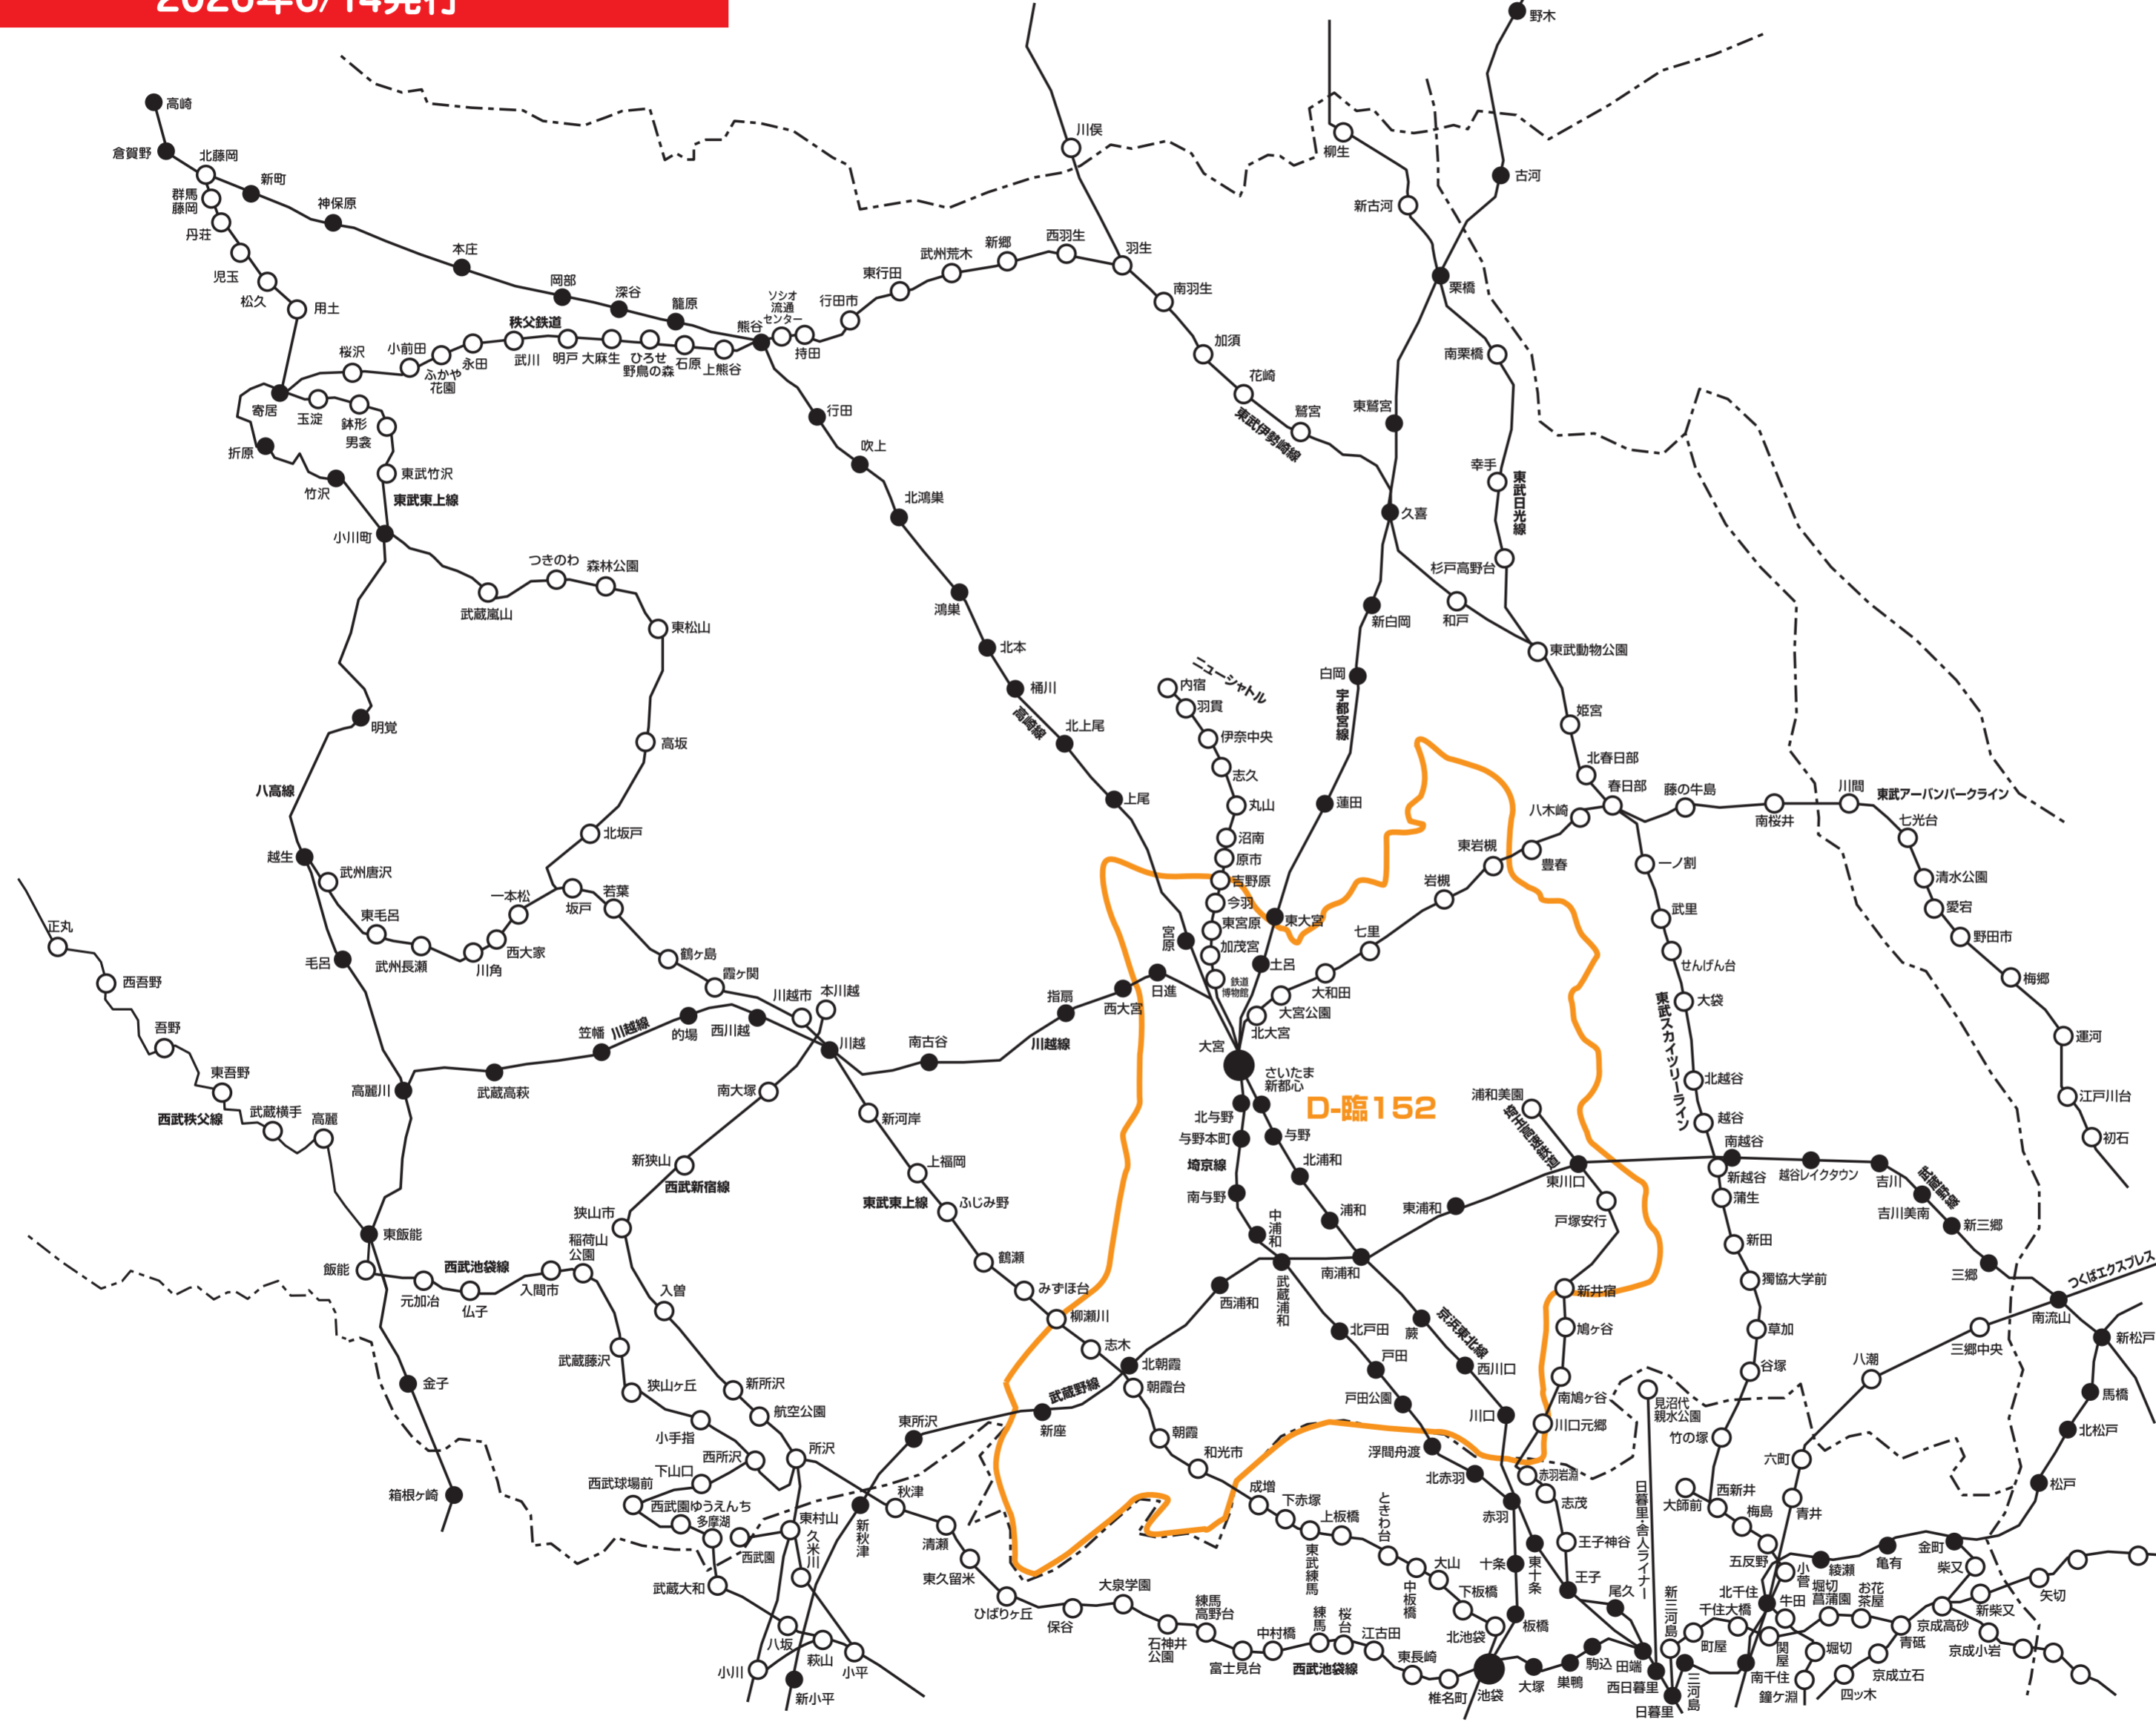 2026年6/14発行
野木
高崎
倉賀野
北藤岡
新町
群馬
藤岡
神保原
丹荘
児玉
松久
用土
本庄
岡部
深谷
籠原
熊谷
ソシオ
流通
センター
持田
行田市
東行田
武州荒木
新郷
西羽生
羽生
川俣
柳生
新古河
古河
栗橋
南羽生
加須
花崎
鷲宮
東武伊勢崎線
東鷲宮
南栗橋
幸手
東武日光線
久喜
杉戸高野台
和戸
東武動物公園
秩父鉄道
桜沢
小前田
ふかや
花園
永田
武川
明戸
大麻生
ひろせ
野鳥の森
石原
上熊谷
寄居
玉淀
鉢形
男衾
折原
竹沢
東武竹沢
東武東上線
小川町
行田
吹上
北鴻巣
鴻巣
北本
桶川
高崎線
北上尾
上尾
つきのわ
森林公園
武蔵嵐山
東松山
高坂
北坂戸
明覚
八高線
越生
武州唐沢
東毛呂
武州長瀬
川角
西大家
一本松
坂戸
若葉
鶴ヶ島
霞ヶ関
川越市
本川越
毛呂
新白岡
白岡
宇都宮線
蓮田
ニューシャトル
内宿
羽貫
伊奈中央
志久
丸山
沼南
原市
吉野原
今羽
東宮原
加茂宮
鉄道
博物館
宮原
東大宮
土呂
姫宮
北春日部
春日部
八木崎
豊春
東岩槻
岩槻
七里
大和田
大宮公園
北大宮
大宮
藤の牛島
南桜井
川間
東武アーバンパークライン
七光台
清水公園
愛宕
野田市
梅郷
運河
江戸川台
初石
一ノ割
武里
せんげん台
大袋
東武スカイツリーライン
北越谷
越谷
南越谷
新越谷
蒲生
新田
獨協大学前
草加
谷塚
竹の塚
越谷レイクタウン
吉川
武蔵野線
吉川美南
新三郷
三郷
南流山
つくばエクスプレス
三郷中央
八潮
新松戸
馬橋
北松戸
松戸
正丸
西吾野
吾野
東吾野
西武秩父線
武蔵横手
高麗
高麗川
武蔵高萩
笠幡
川越線
的場
西川越
川越
南古谷
指扇
川越線
西大宮
日進
南大塚
新河岸
新狭山
西武新宿線
上福岡
東武東上線
ふじみ野
狭山市
稲荷山
公園
入曽
鶴瀬
みずほ台
柳瀬川
志木
東飯能
飯能
西武池袋線
元加治
仏子
入間市
武蔵藤沢
狭山ヶ丘
新所沢
航空公園
小手指
西所沢
所沢
下山口
西武球場前
西武園ゆうえんち
多摩湖
西武園
東村山
久米川
武蔵大和
八坂
萩山
小川
小平
新小平
新秋津
東所沢
秋津
新座
武蔵野線
北朝霞
朝霞台
朝霞
和光市
金子
箱根ヶ崎
さいたま
新都心
D-臨152
北与野
与野本町
与野
北浦和
埼京線
南与野
中浦和
浦和
武蔵浦和
西浦和
南浦和
東浦和
浦和美園
埼玉高速鉄道
東川口
戸塚安行
新井宿
鳩ヶ谷
南鳩ヶ谷
川口元郷
京浜東北線
蕨
西川口
川口
北戸田
戸田
戸田公園
浮間舟渡
北赤羽
赤羽
赤羽岩淵
志茂
王子神谷
王子
東十条
十条
板橋
尾久
見沼代
親水公園
日暮里・舎人ライナー
大師前
西新井
梅島
五反野
小菅
六町
青井
綾瀬
亀有
金町
柴又
北千住
牛田
堀切
菖蒲園
お花
茶屋
千住大橋
町屋
新三河島
三河島
関屋
堀切
南千住
鐘ケ淵
四ッ木
京成立石
青砥
京成高砂
新柴又
矢切
京成小岩
清瀬
東久留米
ひばりヶ丘
保谷
大泉学園
石神井
公園
練馬
高野台
富士見台
中村橋
練馬
桜台
西武池袋線
江古田
東長崎
椎名町
池袋
大塚
巣鴨
駒込
田端
西日暮里
日暮里
成増
下赤塚
東武練馬
上板橋
ときわ台
中板橋
大山
下板橋
北池袋